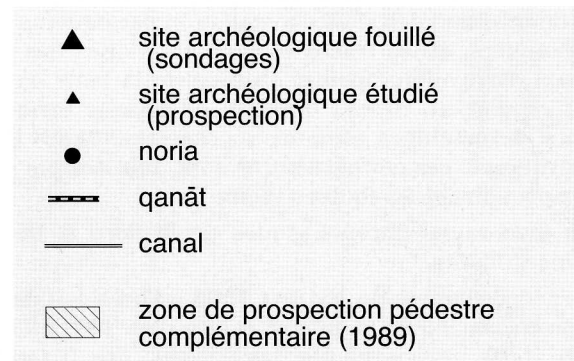 site archéologique fouillé
(sondages)
site archéologique étudié
(prospection)
noria
qanāt
canal
zone de prospection pédestre
complémentaire (1989)